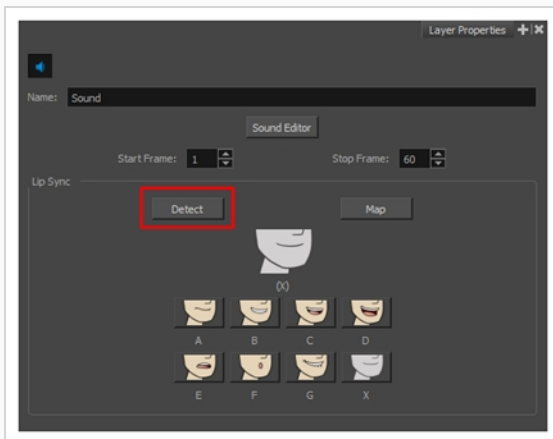 Layer Properties
Name: Sound
Sound Editor
Start Frame: 1 Stop Frame: 60
Lip Sync
Detect Map
(X)
A B C D
E F G X